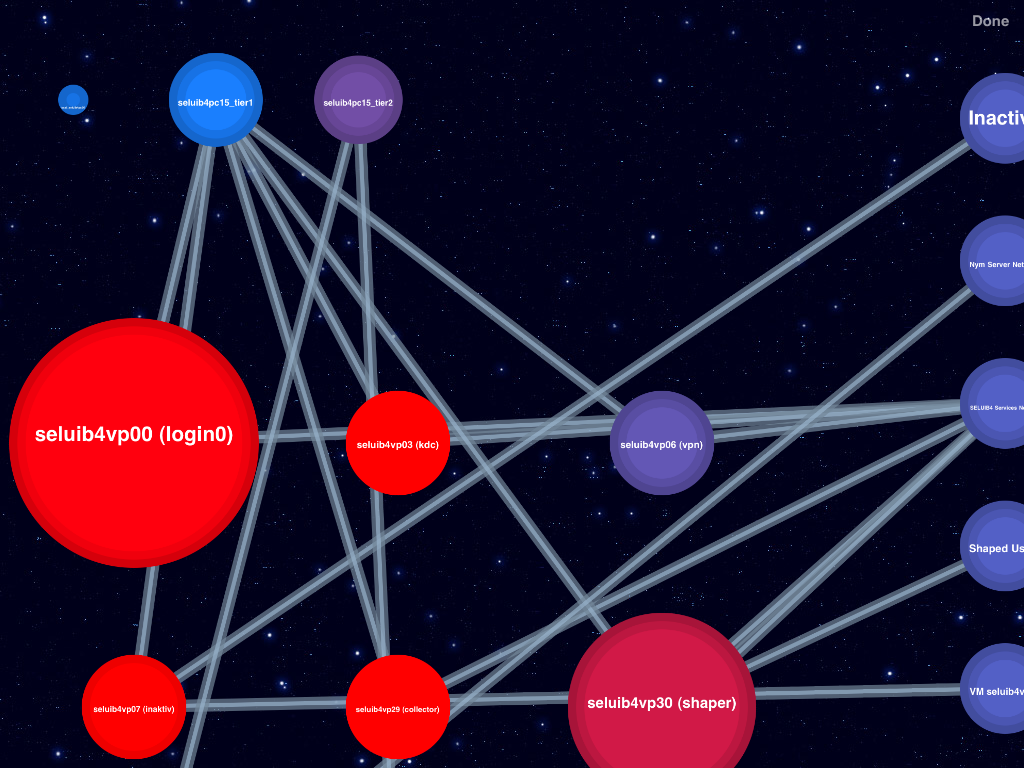 Done
seluib4pc15_tier1
seluib4pc15_tier2
Inactiv
Nym Server Net
seluib4vp00 (login0)
seluib4vp03 (kdc)
seluib4vp06 (vpn)
SELUIB4 Services Ne
Shaped Us
seluib4vp07 (inaktiv)
seluib4vp29 (collector)
seluib4vp30 (shaper)
VM seluib4v